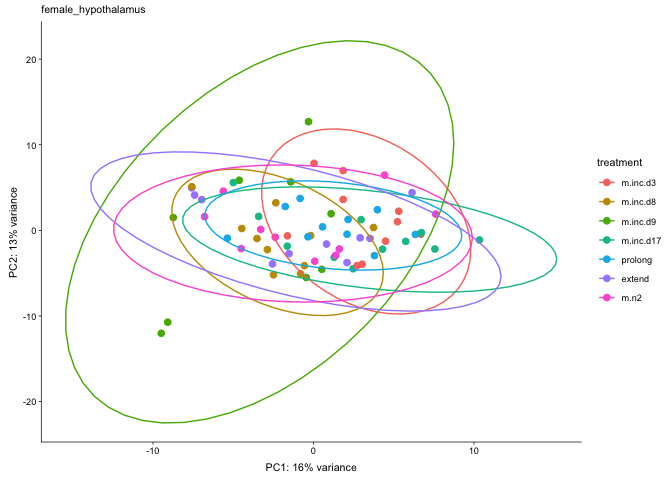 female_hypothalamus
20
10
0
-10
-20
PC2: 13% variance
-10
0
10
PC1: 16% variance
treatment
m.inc.d3
m.inc.d8
m.inc.d9
m.inc.d17
prolong
extend
m.n2